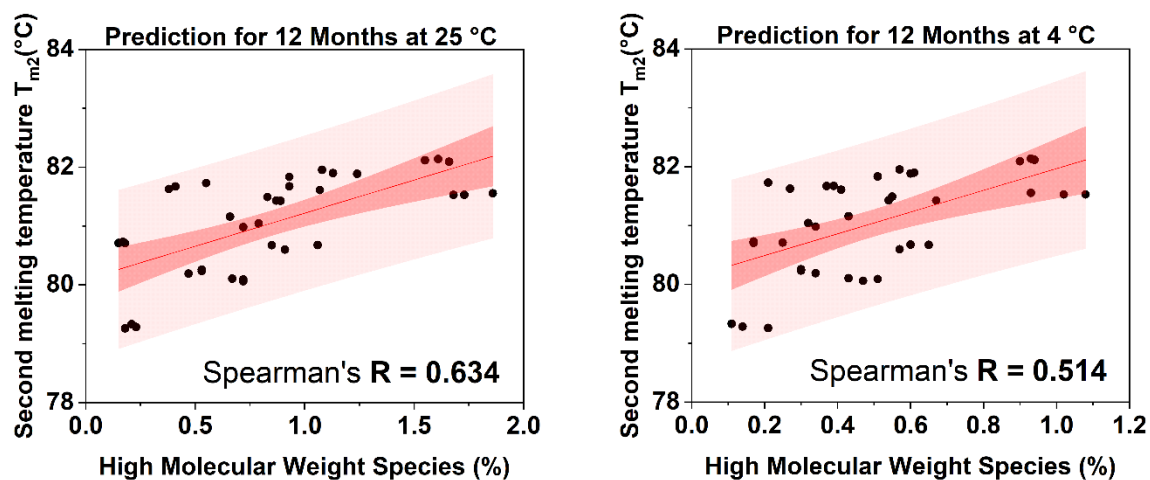 Prediction for 12 Months at 25 °C
Second melting temperature Tm2(°C)
84
82
80
78
Spearman's R = 0.634
0.0 0.5 1.0 1.5 2.0
High Molecular Weight Species (%)
Prediction for 12 Months at 4 °C
Second melting temperature Tm2(°C)
84
82
80
78
Spearman's R = 0.514
0.0 0.2 0.4 0.6 0.8 1.0 1.2
High Molecular Weight Species (%)